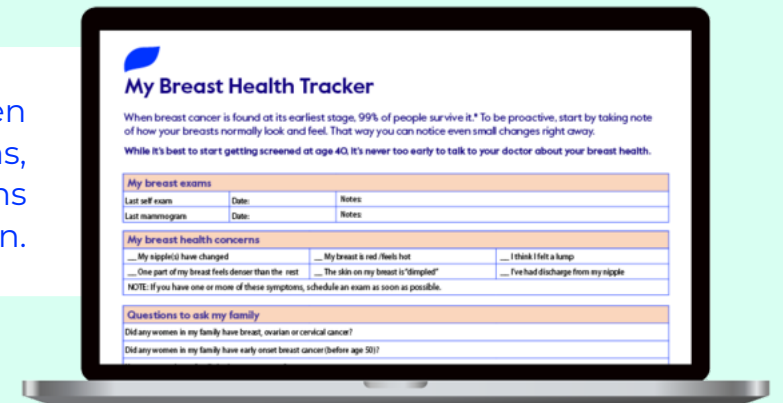 en
ns,
ns
n.
My Breast Health Tracker
When breast cancer is found at its earliest stage, 99% of people survive it.* To be proactive, start by taking note
of how your breasts normally look and feel. That way you can notice even small changes right away.
While it's best to start getting screened at age 40, it's never too early to talk to your doctor about your breast health.
My breast exams
Last self exam Date: Notes:
Last mammogram Date: Notes:
My breast health concerns
__ My nipple(s) have changed __ My breast is red /feels hot __ I think I felt a lump
__ One part of my breast feels denser than the rest __ The skin on my breast is "dimpled" __ I've had discharge from my nipple
NOTE: If you have one or more of these symptoms, schedule an exam as soon as possible.
Questions to ask my family
Did any women in my family have breast, ovarian or cervical cancer?
Did any women in my family have early onset breast cancer (before age 50)?